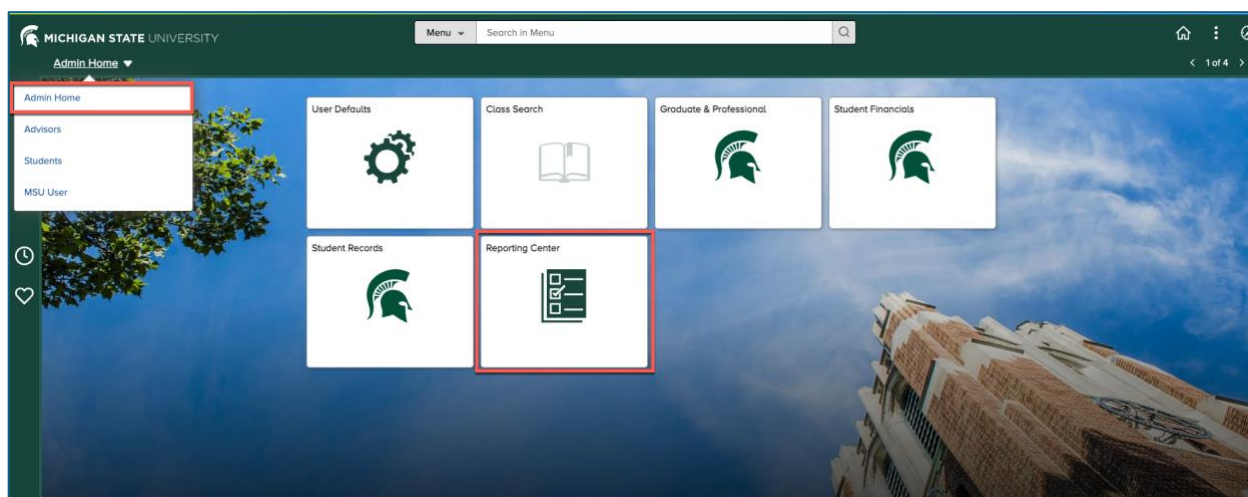 MICHIGAN STATE UNIVERSITY
Menu
Search in Menu
Admin Home
1 of 4
Admin Home
Advisors
Students
MSU User
User Defaults
Class Search
Graduate & Professional
Student Financials
Student Records
Reporting Center